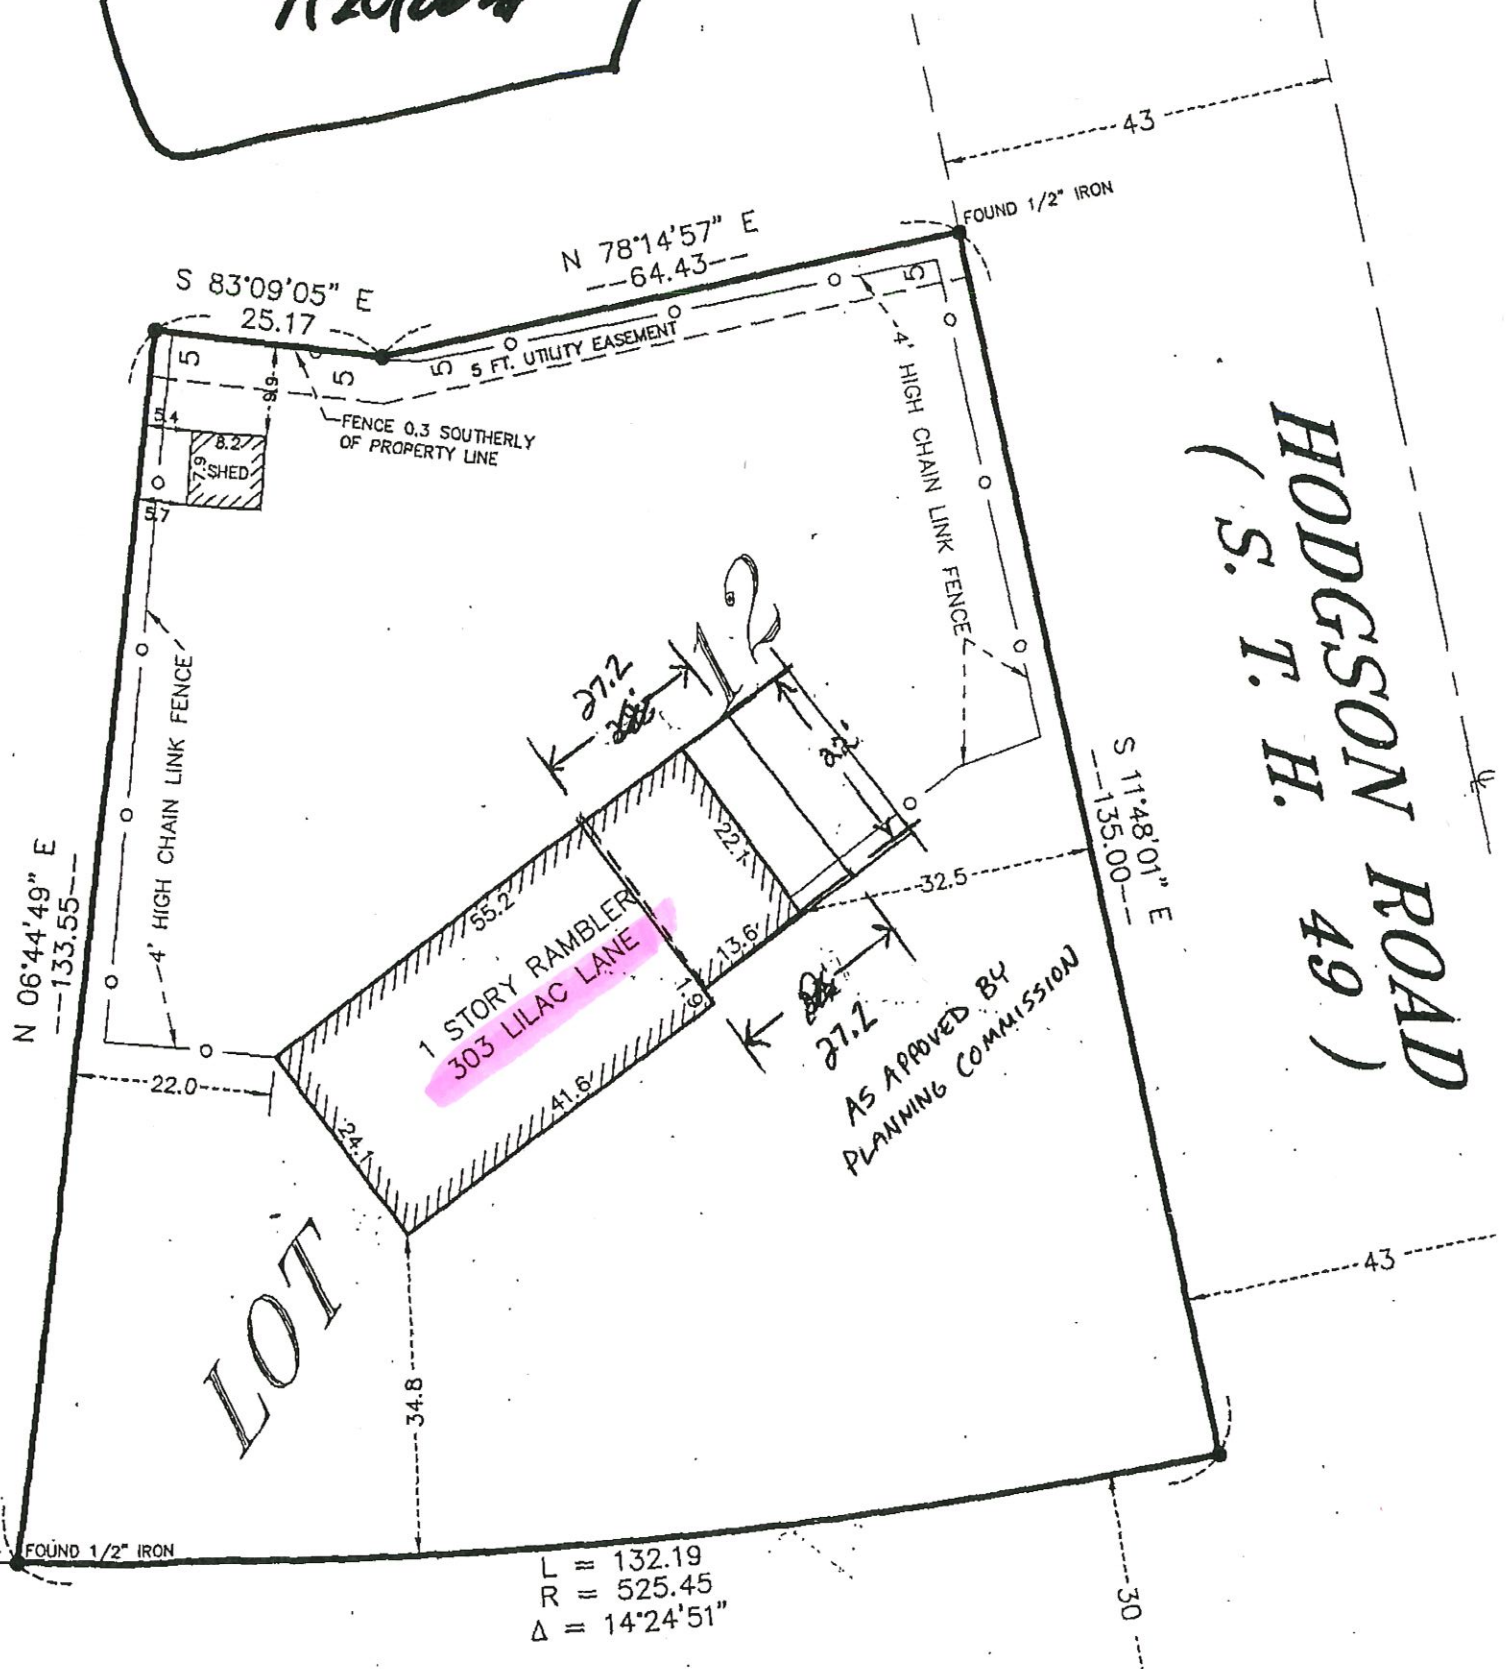 43
FOUND 1/2" IRON
N 78°14'57" E
64.43
S 83°09'05" E
25.17
5
5
5
5
5 FT. UTILITY EASEMENT
9.9
FENCE 0.3 SOUTHERLY
OF PROPERTY LINE
5.4
8.2
7.9
SHED
5.7
4' HIGH CHAIN LINK FENCE
4' HIGH CHAIN LINK FENCE
HODGSON ROAD
( S. T. H. 49 )
12
27.2
22'
22.1
S 11°48'01" E
135.00
32.5
N 06°44'49" E
133.55
55.2
1 STORY RAMBLER
303 LILAC LANE
13.6
1.9
41.6
24.1
22.0
27.2
AS APPROVED BY
PLANNING COMMISSION
LOT
34.8
43
FOUND 1/2" IRON
L = 132.19
R = 525.45
Δ = 14°24'51"
30